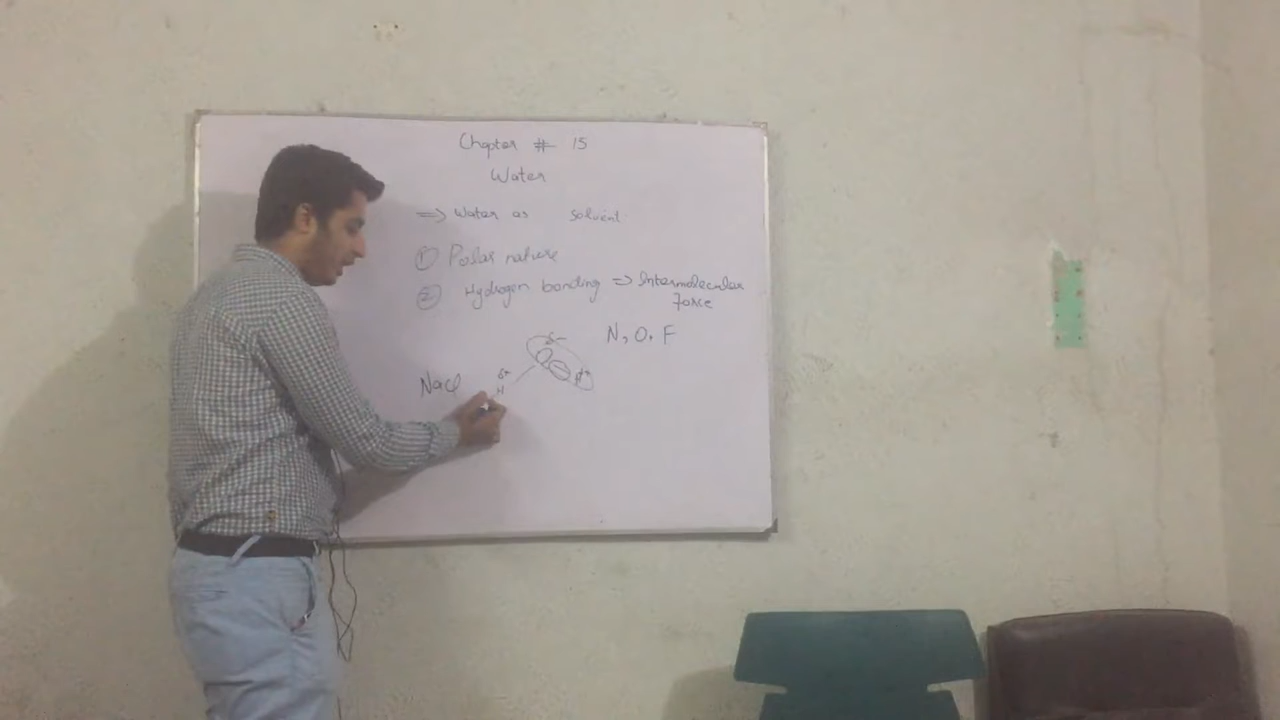 Chapter # 15
Water
⇒ Water as solvent
① Polar nature
② Hydrogen bonding ⇒ Intermolecular
Force
N, O, F
δ-
O
δ+
H
NaCl